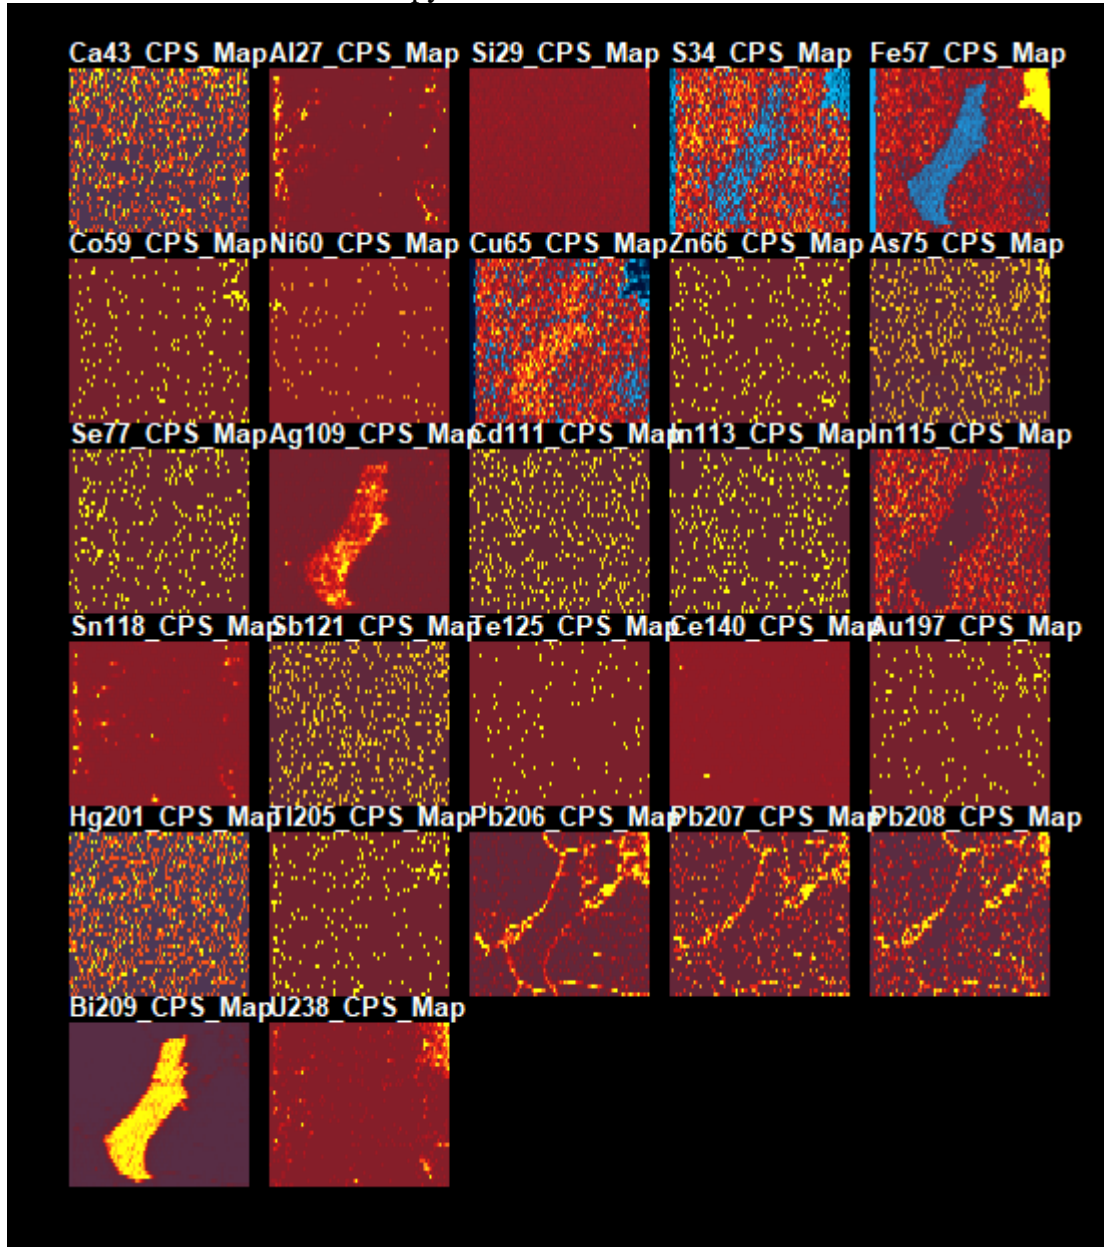 Ca43_CPS_Map Al27_CPS_Map Si29_CPS_Map S34_CPS_Map Fe57_CPS_Map
Co59_CPS_Map Ni60_CPS_Map Cu65_CPS_Map Zn66_CPS_Map As75_CPS_Map
Se77_CPS_Map Ag109_CPS_Map Cd111_CPS_Map In113_CPS_Map In115_CPS_Map
Sn118_CPS_Map Sb121_CPS_Map Te125_CPS_Map Ce140_CPS_Map Au197_CPS_Map
Hg201_CPS_Map Tl205_CPS_Map Pb206_CPS_Map Pb207_CPS_Map Pb208_CPS_Map
Bi209_CPS_Map U238_CPS_Map